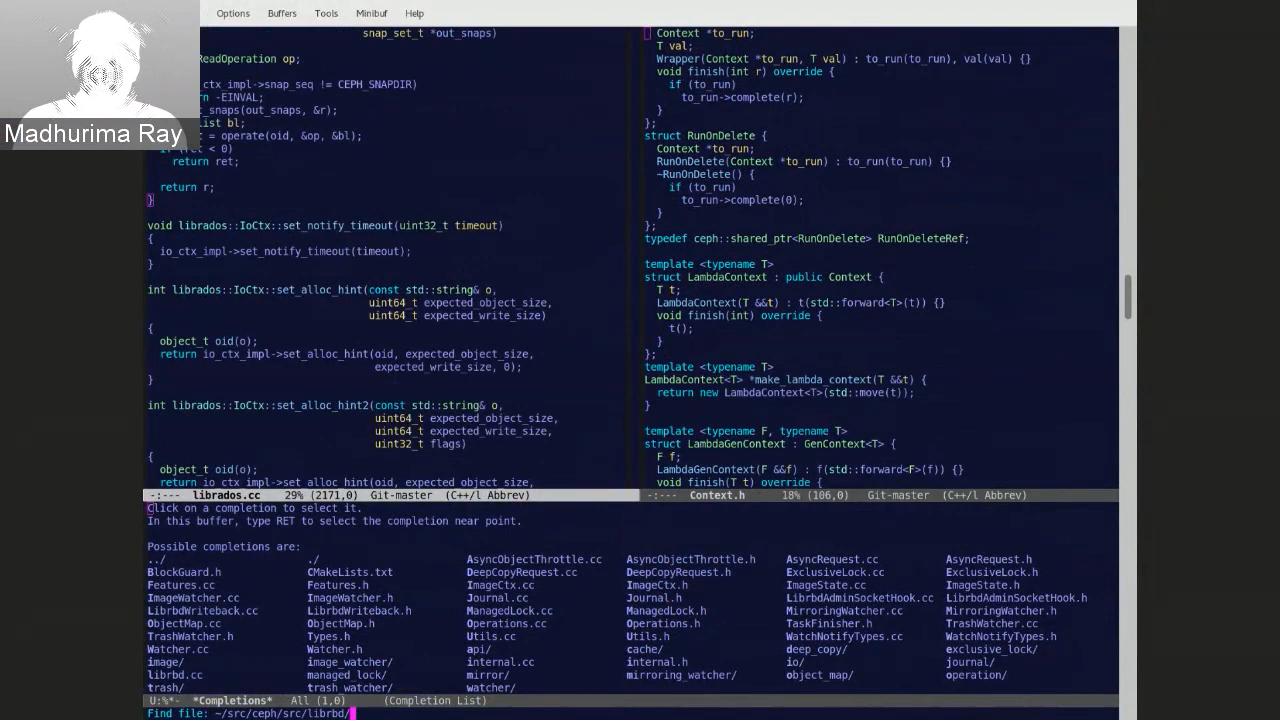 Options Buffers Tools Minibuf Help
Madhurima Ray
snap_set_t *out_snaps)
ReadOperation op;
ctx_impl->snap_seq != CEPH_SNAPDIR)
rn -EINVAL;
t_snaps(out_snaps, &r);
list bl;
t = operate(oid, &op, &bl);
if (ret < 0)
return ret;
return r;
}
void librados::IoCtx::set_notify_timeout(uint32_t timeout)
{
io_ctx_impl->set_notify_timeout(timeout);
}
int librados::IoCtx::set_alloc_hint(const std::string& o,
uint64_t expected_object_size,
uint64_t expected_write_size)
{
object_t oid(o);
return io_ctx_impl->set_alloc_hint(oid, expected_object_size,
expected_write_size, 0);
}
int librados::IoCtx::set_alloc_hint2(const std::string& o,
uint64_t expected_object_size,
uint64_t expected_write_size,
uint32_t flags)
{
object_t oid(o);
return io_ctx_impl->set_alloc_hint(oid, expected_object_size,
-:--- librados.cc 29% (2171,0) Git-master (C++/l Abbrev)
Context *to_run;
T val;
Wrapper(Context *to_run, T val) : to_run(to_run), val(val) {}
void finish(int r) override {
if (to_run)
to_run->complete(r);
}
};
struct RunOnDelete {
Context *to_run;
RunOnDelete(Context *to_run) : to_run(to_run) {}
~RunOnDelete() {
if (to_run)
to_run->complete(0);
}
};
typedef ceph::shared_ptr<RunOnDelete> RunOnDeleteRef;
template <typename T>
struct LambdaContext : public Context {
T t;
LambdaContext(T &&t) : t(std::forward<T>(t)) {}
void finish(int) override {
t();
}
};
template <typename T>
LambdaContext<T> *make_lambda_context(T &&t) {
return new LambdaContext<T>(std::move(t));
}
template <typename F, typename T>
struct LambdaGenContext : GenContext<T> {
F f;
LambdaGenContext(F &&f) : f(std::forward<F>(f)) {}
void finish(T t) override {
-:--- Context.h 18% (106,0) Git-master (C++/l Abbrev)
Click on a completion to select it.
In this buffer, type RET to select the completion near point.
Possible completions are:
../ ./ AsyncObjectThrottle.cc AsyncObjectThrottle.h AsyncRequest.cc AsyncRequest.h
BlockGuard.h CMakeLists.txt DeepCopyRequest.cc DeepCopyRequest.h ExclusiveLock.cc ExclusiveLock.h
Features.cc Features.h ImageCtx.cc ImageCtx.h ImageState.cc ImageState.h
ImageWatcher.cc ImageWatcher.h Journal.cc Journal.h LibrbdAdminSocketHook.cc LibrbdAdminSocketHook.h
LibrbdWriteback.cc LibrbdWriteback.h ManagedLock.cc ManagedLock.h MirroringWatcher.cc MirroringWatcher.h
ObjectMap.cc ObjectMap.h Operations.cc Operations.h TaskFinisher.h TrashWatcher.cc
TrashWatcher.h Types.h Utils.cc Utils.h WatchNotifyTypes.cc WatchNotifyTypes.h
Watcher.cc Watcher.h api/ cache/ deep_copy/ exclusive_lock/
image/ image_watcher/ internal.cc internal.h io/ journal/
librbd.cc managed_lock/ mirror/ mirroring_watcher/ object_map/ operation/
trash/ trash_watcher/ watcher/
U:%*- *Completions* All (1,0) (Completion List)
Find file: ~/src/ceph/src/librbd/